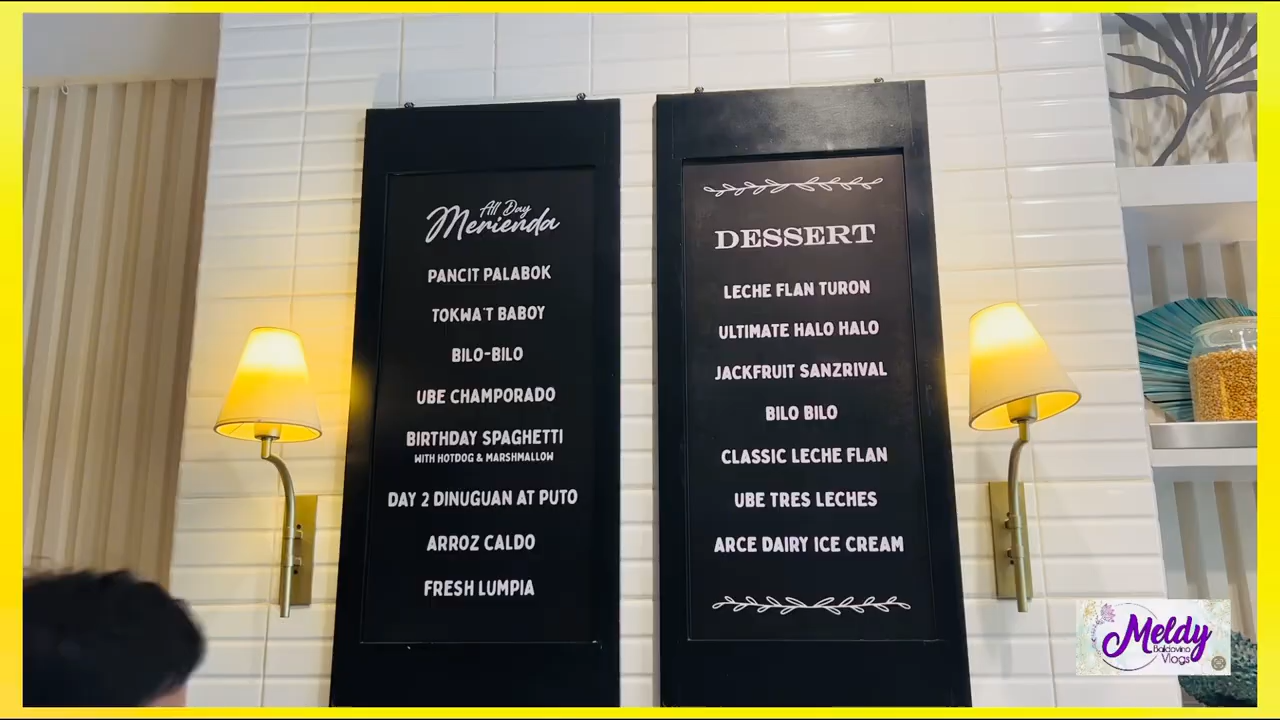 All Day
Merienda
PANCIT PALABOK
TOKWA'T BABOY
BILO-BILO
UBE CHAMPORADO
BIRTHDAY SPAGHETTI
WITH HOTDOG & MARSHMALLOW
DAY 2 DINUGUAN AT PUTO
ARROZ CALDO
FRESH LUMPIA
DESSERT
LECHE FLAN TURON
ULTIMATE HALO HALO
JACKFRUIT SANZRIVAL
BILO BILO
CLASSIC LECHE FLAN
UBE TRES LECHES
ARCE DAIRY ICE CREAM
Meldy
Baldovino
Vlogs